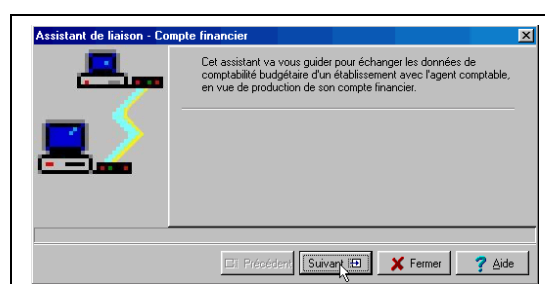 Assistant de liaison - Compte financier
Cet assistant va vous guider pour échanger les données de
comptabilité budgétaire d'un établissement avec l'agent comptable,
en vue de production de son compte financier.
Précédent Suivant Fermer ? Aide